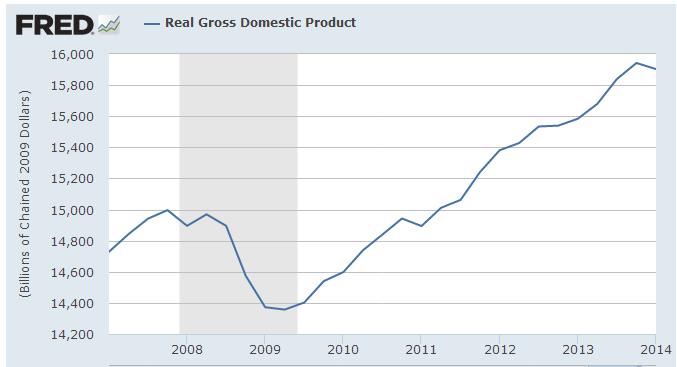 FRED
Real Gross Domestic Product
(Billions of Chained 2009 Dollars)
16,000
15,800
15,600
15,400
15,200
15,000
14,800
14,600
14,400
14,200
2008 2009 2010 2011 2012 2013 2014